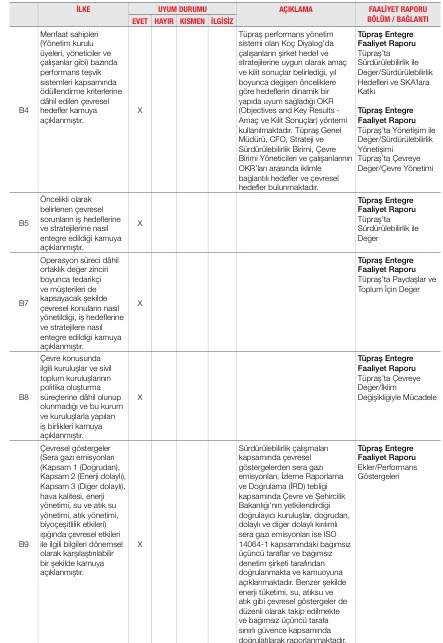 İLKE UYUM DURUMU AÇIKLAMA FAALİYET RAPORU
BÖLÜM / BAĞLANTI
EVET HAYIR KISMEN İLGİSİZ
B4
Menfaat sahipleri
(Yönetim kurulu
üyeleri, yöneticiler ve
çalışanlar gibi) bazında
performans teşvik
sistemleri kapsamında
ödüllendirme kriterlerine
dâhil edilen çevresel
hedefler kamuya
açıklanmıştır.
X
Tüpraş performans yönetim
sistemi olan Koç Diyalog'da
çalışanların şirket hedef ve
stratejilerine uygun olarak amaç
ve kilit sonuçlar belirlediği, yıl
boyunca değişen önceliklere
göre hedeflerin dinamik bir
yapıda uyum sağladığı OKR
(Objectives and Key Results -
Amaç ve Kilit Sonuçlar) yöntemi
kullanılmaktadır. Tüpraş Genel
Müdürü, CFO, Strateji ve
Sürdürülebilirlik Birimi, Çevre
Birimi Yöneticileri ve çalışanlarının
OKR'ları arasında iklimle
bağlantılı hedefler ve çevresel
hedefler bulunmaktadır.
Tüpraş Entegre
Faaliyet Raporu
Tüpraş'ta
Sürdürülebilirlik ile
Değer/Sürdürülebilirlik
Hedefleri ve SKA'lara
Katkı
Tüpraş Entegre
Faaliyet Raporu
Tüpraş'ta Yönetişim ile
Değer/Sürdürülebilirlik
Yönetişimi
Tüpraş'ta Çevreye
Değer/Çevre Yönetimi
B5
Öncelikli olarak
belirlenen çevresel
sorunların iş hedeflerine
ve stratejilerine nasıl
entegre edildiği kamuya
açıklanmıştır.
X
Tüpraş Entegre
Faaliyet Raporu
Tüpraş'ta
Sürdürülebilirlik ile
Değer
B7
Operasyon süreci dâhil
ortaklık değer zinciri
boyunca tedarikçi
ve müşterileri de
kapsayacak şekilde
çevresel konuların nasıl
yönetildiği, iş hedeflerine
ve stratejilere nasıl
entegre edildiği kamuya
açıklanmıştır.
X
Tüpraş Entegre
Faaliyet Raporu
Tüpraş'ta Paydaşlar ve
Toplum İçin Değer
B8
Çevre konusunda
ilgili kuruluşlar ve sivil
toplum kuruluşlarının
politika oluşturma
süreçlerine dâhil olunup
olunmadığı ve bu kurum
ve kuruluşlarla yapılan
iş birlikleri kamuya
açıklanmıştır.
X
Tüpraş Entegre
Faaliyet Raporu
Tüpraş'ta Çevreye
Değer/İklim
Değişikliğiyle Mücadele
B9
Çevresel göstergeler
(Sera gazı emisyonları
(Kapsam 1 (Doğrudan),
Kapsam 2 (Enerji dolaylı),
Kapsam 3 (Diğer dolaylı),
hava kalitesi, enerji
yönetimi, su ve atık su
yönetimi, atık yönetimi,
biyoçeşitlilik etkileri)
ışığında çevresel etkileri
ile ilgili bilgileri dönemsel
olarak karşılaştırılabilir
bir şekilde kamuya
açıklanmıştır.
X
Sürdürülebilirlik çalışmaları
kapsamında çevresel
göstergelerden sera gazı
emisyonları, İzleme Raporlama
ve Doğrulama (İRD) tebliği
kapsamında Çevre ve Şehircilik
Bakanlığı'nın yetkilendirdiği
doğrulayıcı kuruluşlar, doğrudan,
dolaylı ve diğer dolaylı kırılımlı
sera gazı emisyonları ise ISO
14064-1 kapsamındaki bağımsız
üçüncü taraflar ve bağımsız
denetim şirketi tarafından
doğrulanmakta ve kamuoyuna
açıklanmaktadır. Benzer şekilde
enerji tüketimi, su, atıksu ve
atık gibi çevresel göstergeler de
düzenli olarak takip edilmekte
ve bağımsız üçüncü tarafa
sınırlı güvence kapsamında
doğrulatılarak raporlanmaktadır.
Tüpraş Entegre
Faaliyet Raporu
Ekler/Performans
Göstergeleri